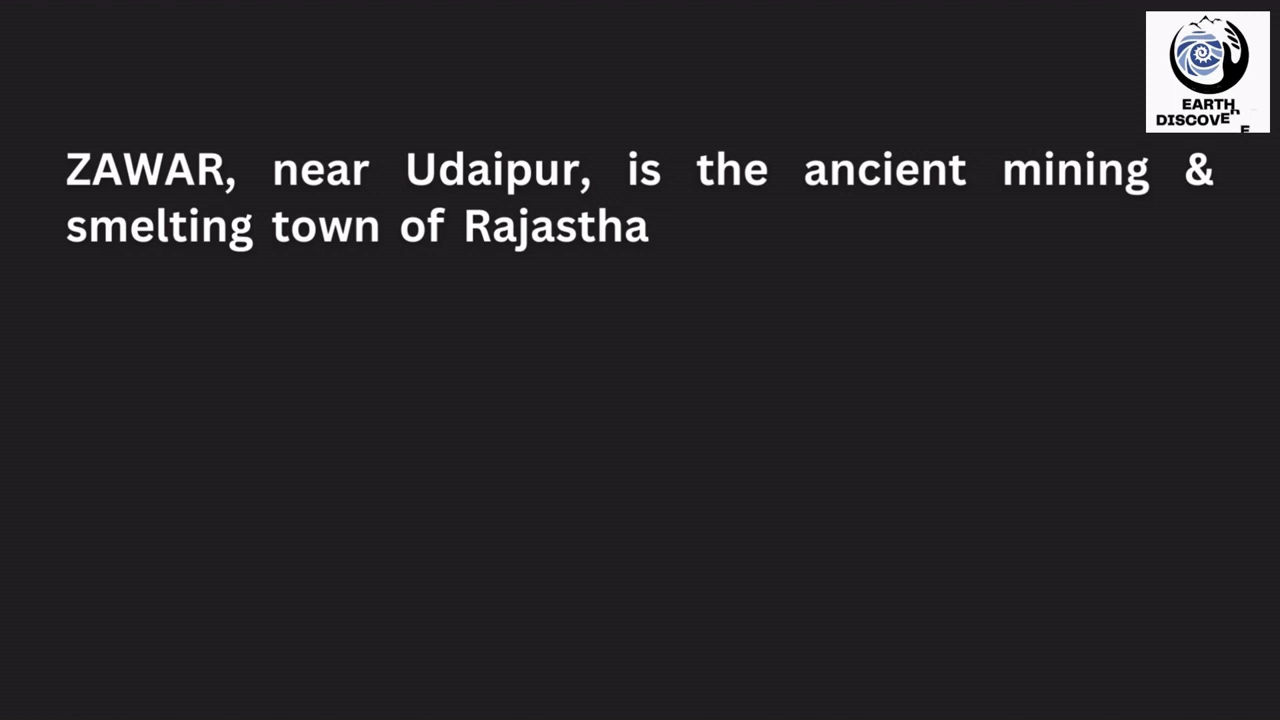 EARTH
DISCOVE
ZAWAR, near Udaipur, is the ancient mining &
smelting town of Rajastha